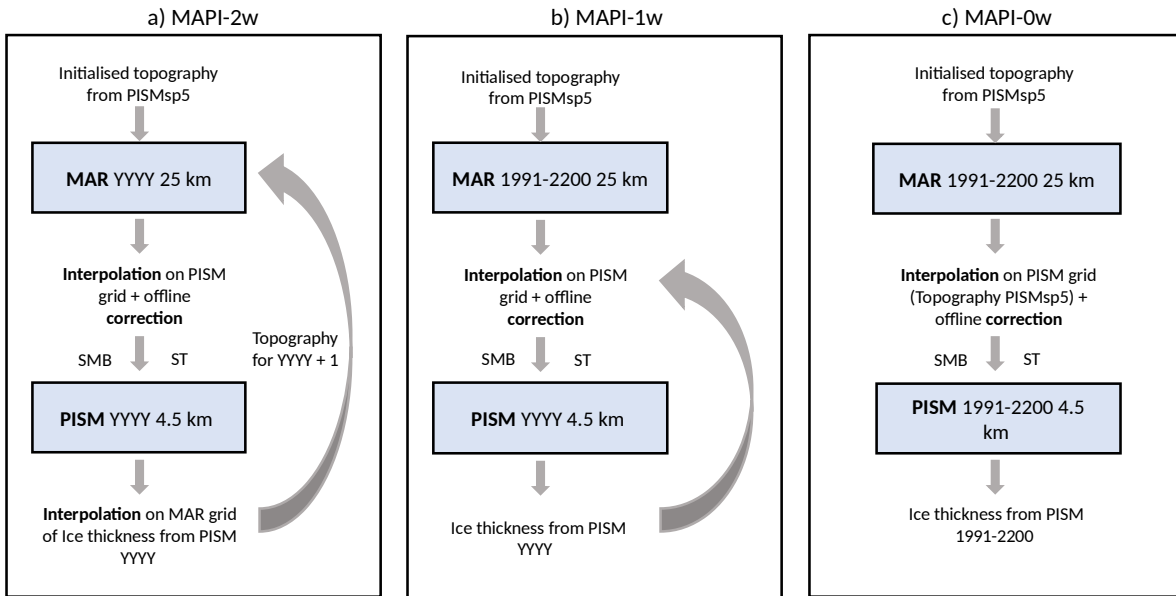 a) MAPI-2w
Initialised topography
from PISMsp5
MAR YYYY 25 km
Interpolation on PISM
grid + offline
correction
SMB ST
Topography
for YYYY + 1
PISM YYYY 4.5 km
Interpolation on MAR grid
of Ice thickness from PISM
YYYY
b) MAPI-1w
Initialised topography
from PISMsp5
MAR 1991-2200 25 km
Interpolation on PISM
grid + offline
correction
SMB ST
PISM YYYY 4.5 km
Ice thickness from PISM
YYYY
c) MAPI-0w
Initialised topography
from PISMsp5
MAR 1991-2200 25 km
Interpolation on PISM grid
(Topography PISMsp5) +
offline correction
SMB ST
PISM 1991-2200 4.5
km
Ice thickness from PISM
1991-2200